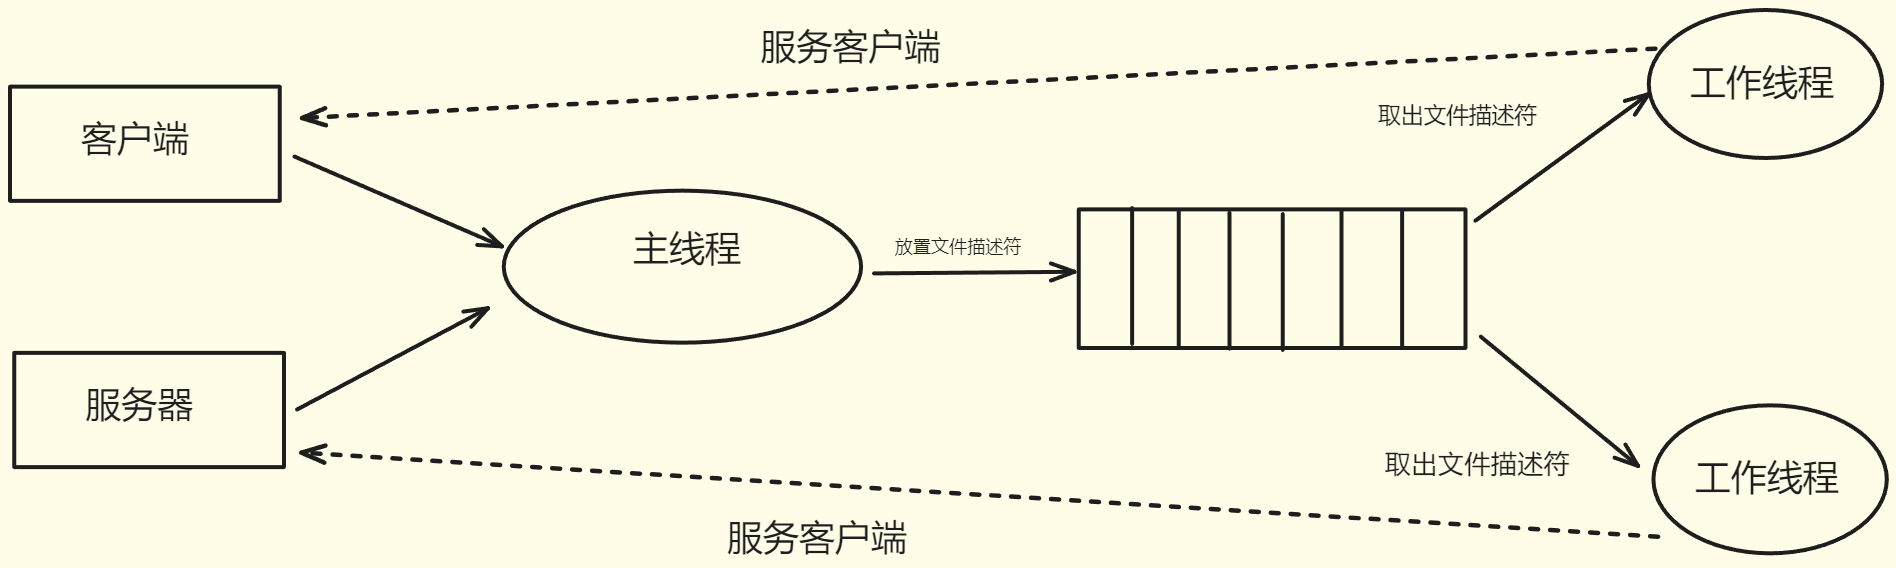 服务客户端
工作线程
取出文件描述符
客户端
主线程
放置文件描述符
服务器
取出文件描述符
工作线程
服务客户端